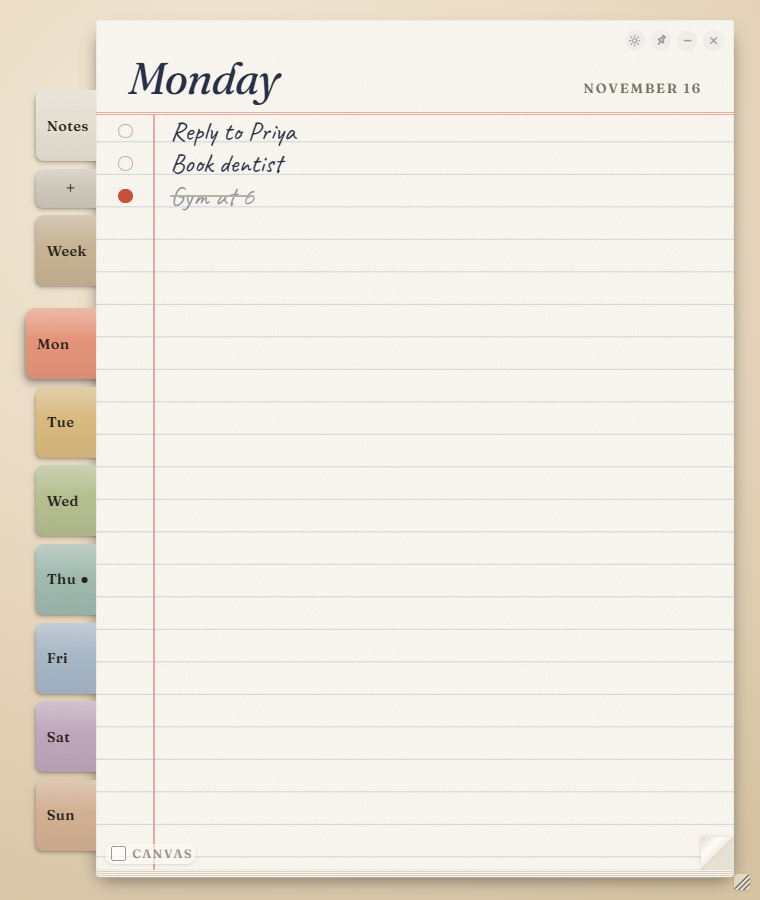 Monday
NOVEMBER 16
Notes
+
Week
Mon
Tue
Wed
Thu •
Fri
Sat
Sun
Reply to Priya
Book dentist
Gym at 6
CANVAS